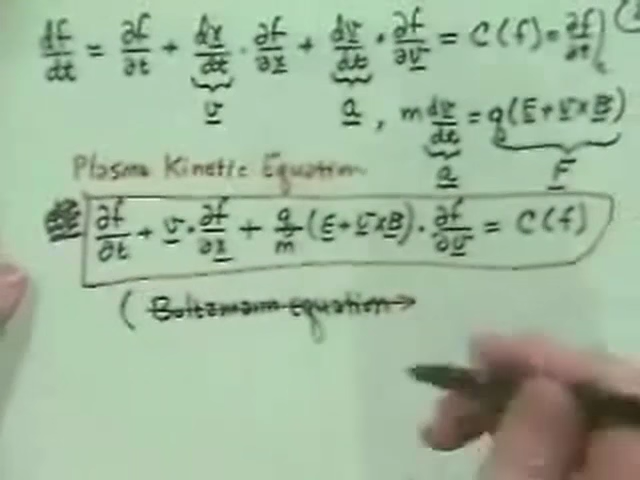 df/dt = ∂f/∂t + dx/dt · ∂f/∂x + dv/dt · ∂f/∂v = C(f) = ∂f/∂t)c
v a , m dv/dt = q(E+v×B)
a F
Plasma Kinetic Equation
∂f/∂t + v · ∂f/∂x + q/m (E+v×B) · ∂f/∂v = C(f)
( Boltzmann equation